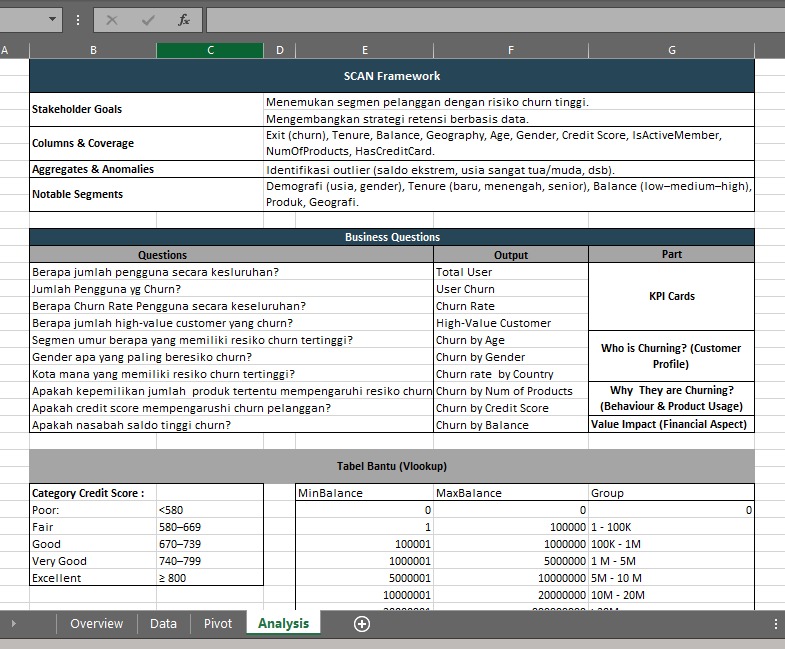 fx
A B C D E F G
SCAN Framework
Stakeholder Goals
Menemukan segmen pelanggan dengan risiko churn tinggi.
Mengembangkan strategi retensi berbasis data.
Columns & Coverage
Exit (churn), Tenure, Balance, Geography, Age, Gender, Credit Score, IsActiveMember,
NumOfProducts, HasCreditCard.
Aggregates & Anomalies
Identifikasi outlier (saldo ekstrem, usia sangat tua/muda, dsb).
Notable Segments
Demografi (usia, gender), Tenure (baru, menengah, senior), Balance (low–medium–high),
Produk, Geografi.
Business Questions
Questions Output Part
Berapa jumlah pengguna secara kesluruhan? Total User
Jumlah Pengguna yg Churn? User Churn
KPI Cards
Berapa Churn Rate Pengguna secara keseluruhan? Churn Rate
Berapa jumlah high-value customer yang churn? High-Value Customer
Segmen umur berapa yang memiliki resiko churn tertinggi? Churn by Age
Who is Churning? (Customer
Profile)
Gender apa yang paling beresiko churn? Churn by Gender
Kota mana yang memiliki resiko churn tertinggi? Churn rate by Country
Apakah kepemilikan jumlah produk tertentu mempengaruhi resiko churn Churn by Num of Products
Why They are Churning?
(Behaviour & Product Usage)
Apakah credit score mempengarushi churn pelanggan? Churn by Credit Score
Apakah nasabah saldo tinggi churn? Churn by Balance Value Impact (Financial Aspect)
Tabel Bantu (Vlookup)
Category Credit Score : MinBalance MaxBalance Group
Poor: <580 0 0 0
Fair 580–669 1 100000 1 - 100K
Good 670–739 100001 1000000 100K - 1M
Very Good 740–799 1000001 5000000 1 M - 5M
Excellent ≥ 800 5000001 10000000 5M - 10 M
10000001 20000000 10M - 20M
Overview Data Pivot Analysis